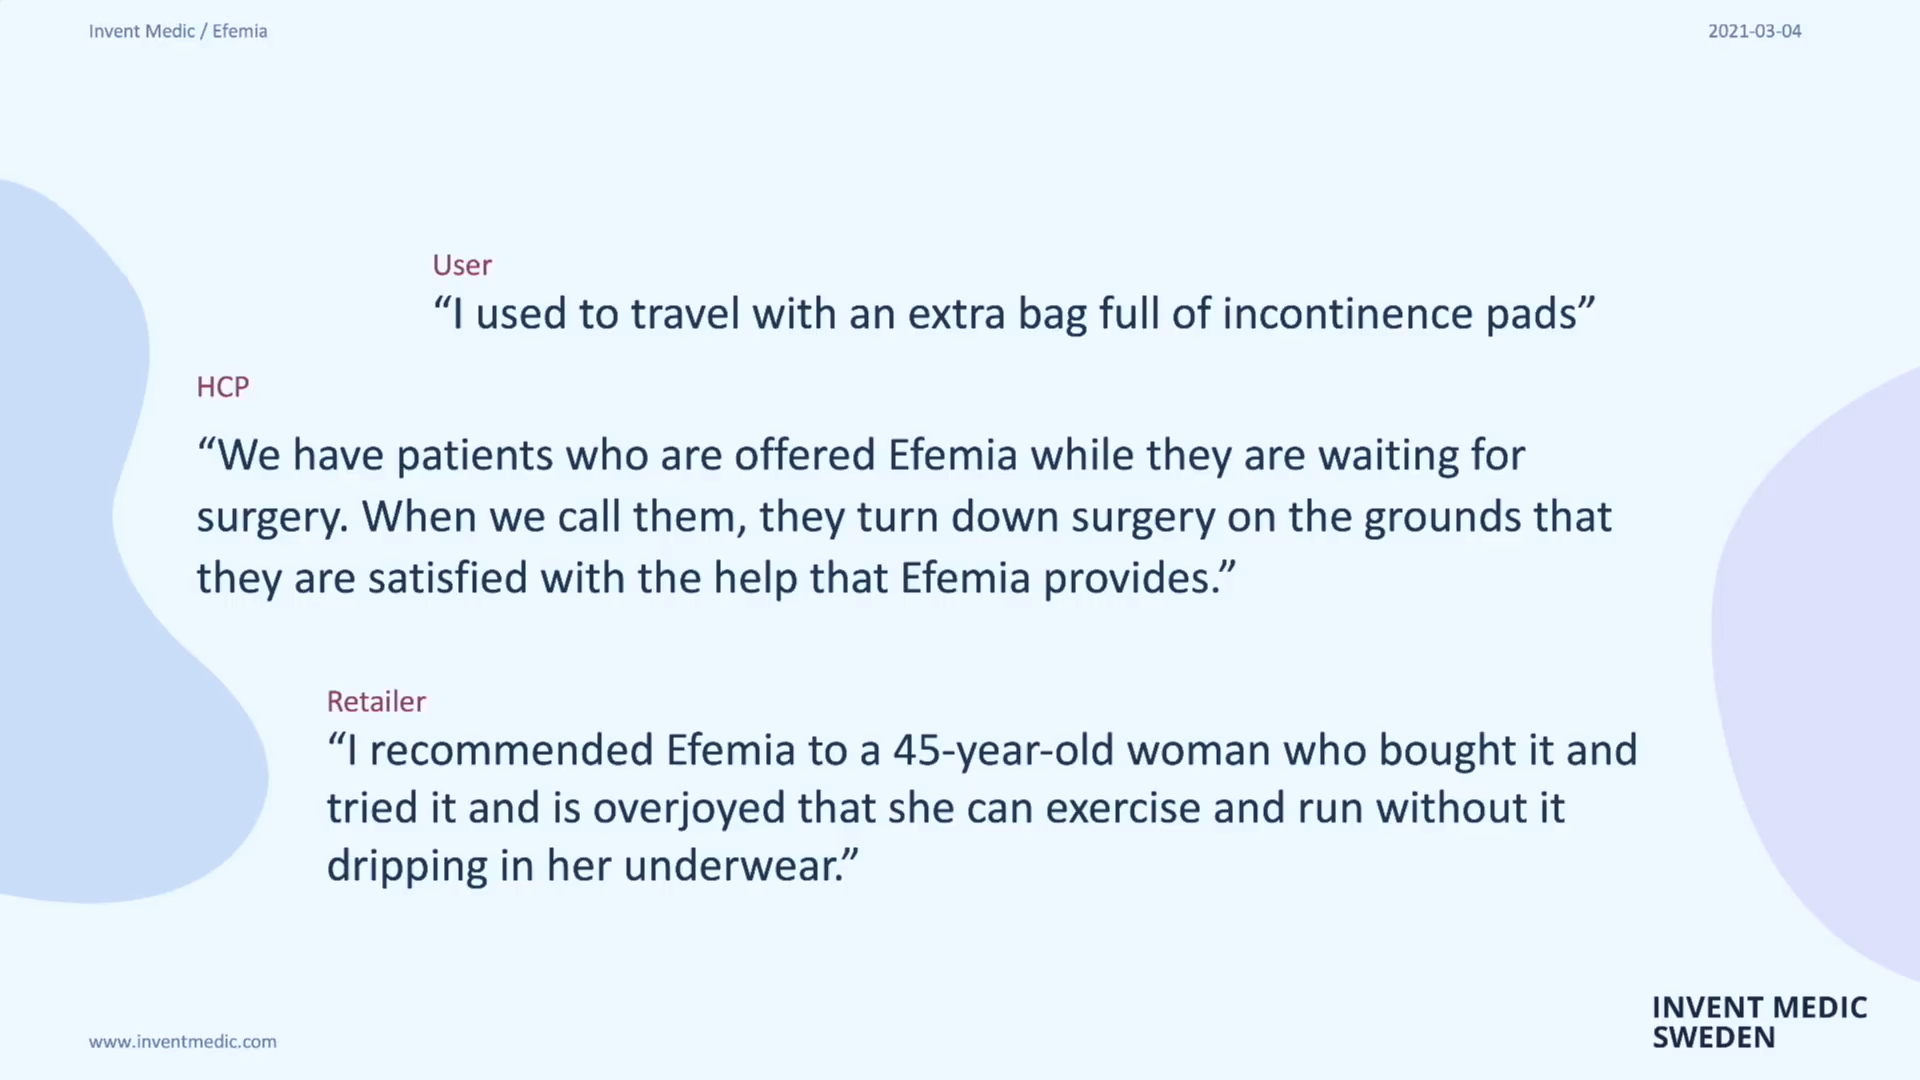 Invent Medic / Efemia
2021-03-04
User
“I used to travel with an extra bag full of incontinence pads”
HCP
“We have patients who are offered Efemia while they are waiting for
surgery. When we call them, they turn down surgery on the grounds that
they are satisfied with the help that Efemia provides.”
Retailer
“I recommended Efemia to a 45-year-old woman who bought it and
tried it and is overjoyed that she can exercise and run without it
dripping in her underwear.”
www.inventmedic.com
INVENT MEDIC
SWEDEN